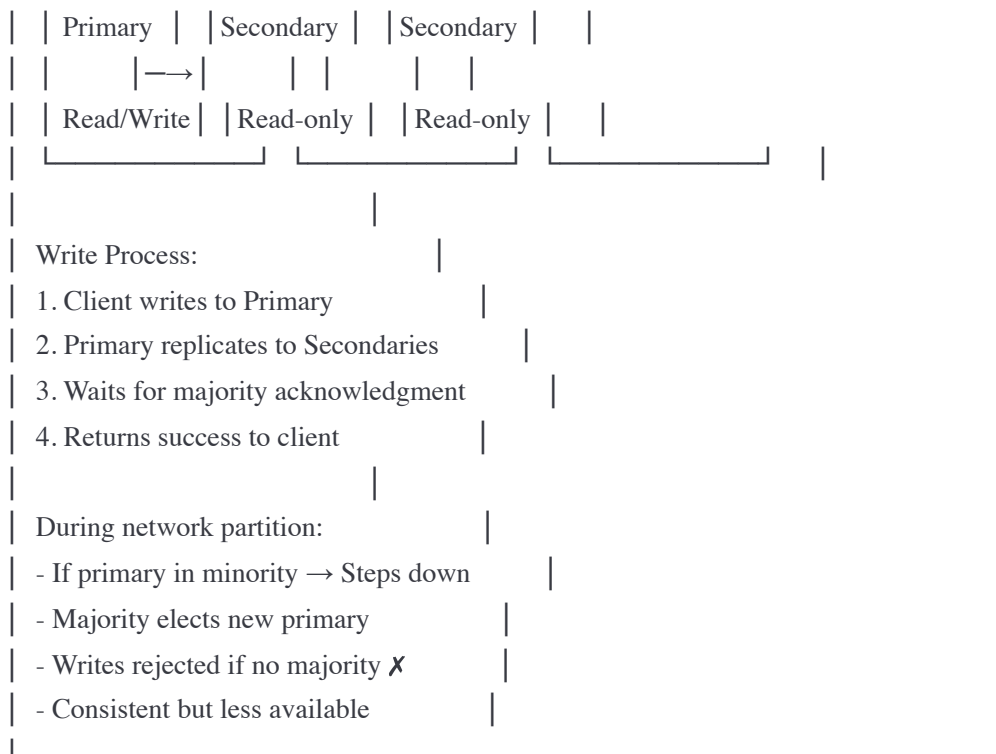 │ │ Primary │ │Secondary │ │Secondary │ │
│ │ │─→│ │ │ │ │
│ │ Read/Write│ │Read-only │ │Read-only │ │
│ └─────────────┘ └─────────────┘ └─────────────┘ │
│ │
│ Write Process: │
│ 1. Client writes to Primary │
│ 2. Primary replicates to Secondaries │
│ 3. Waits for majority acknowledgment │
│ 4. Returns success to client │
│ │
│ During network partition: │
│ - If primary in minority → Steps down │
│ - Majority elects new primary │
│ - Writes rejected if no majority ✗ │
│ - Consistent but less available │
│